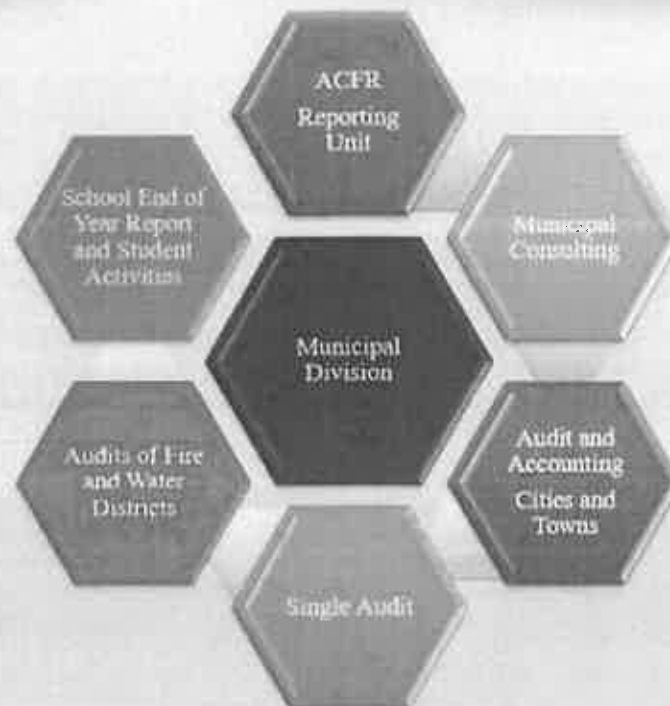 ACFR
Reporting
Unit
Municipal
Consulting
Audit and
Accounting
Cities and
Towns
Single Audit
Audits of Fire
and Water
Districts
School End of
Year Report
and Student
Activities
Municipal
Division